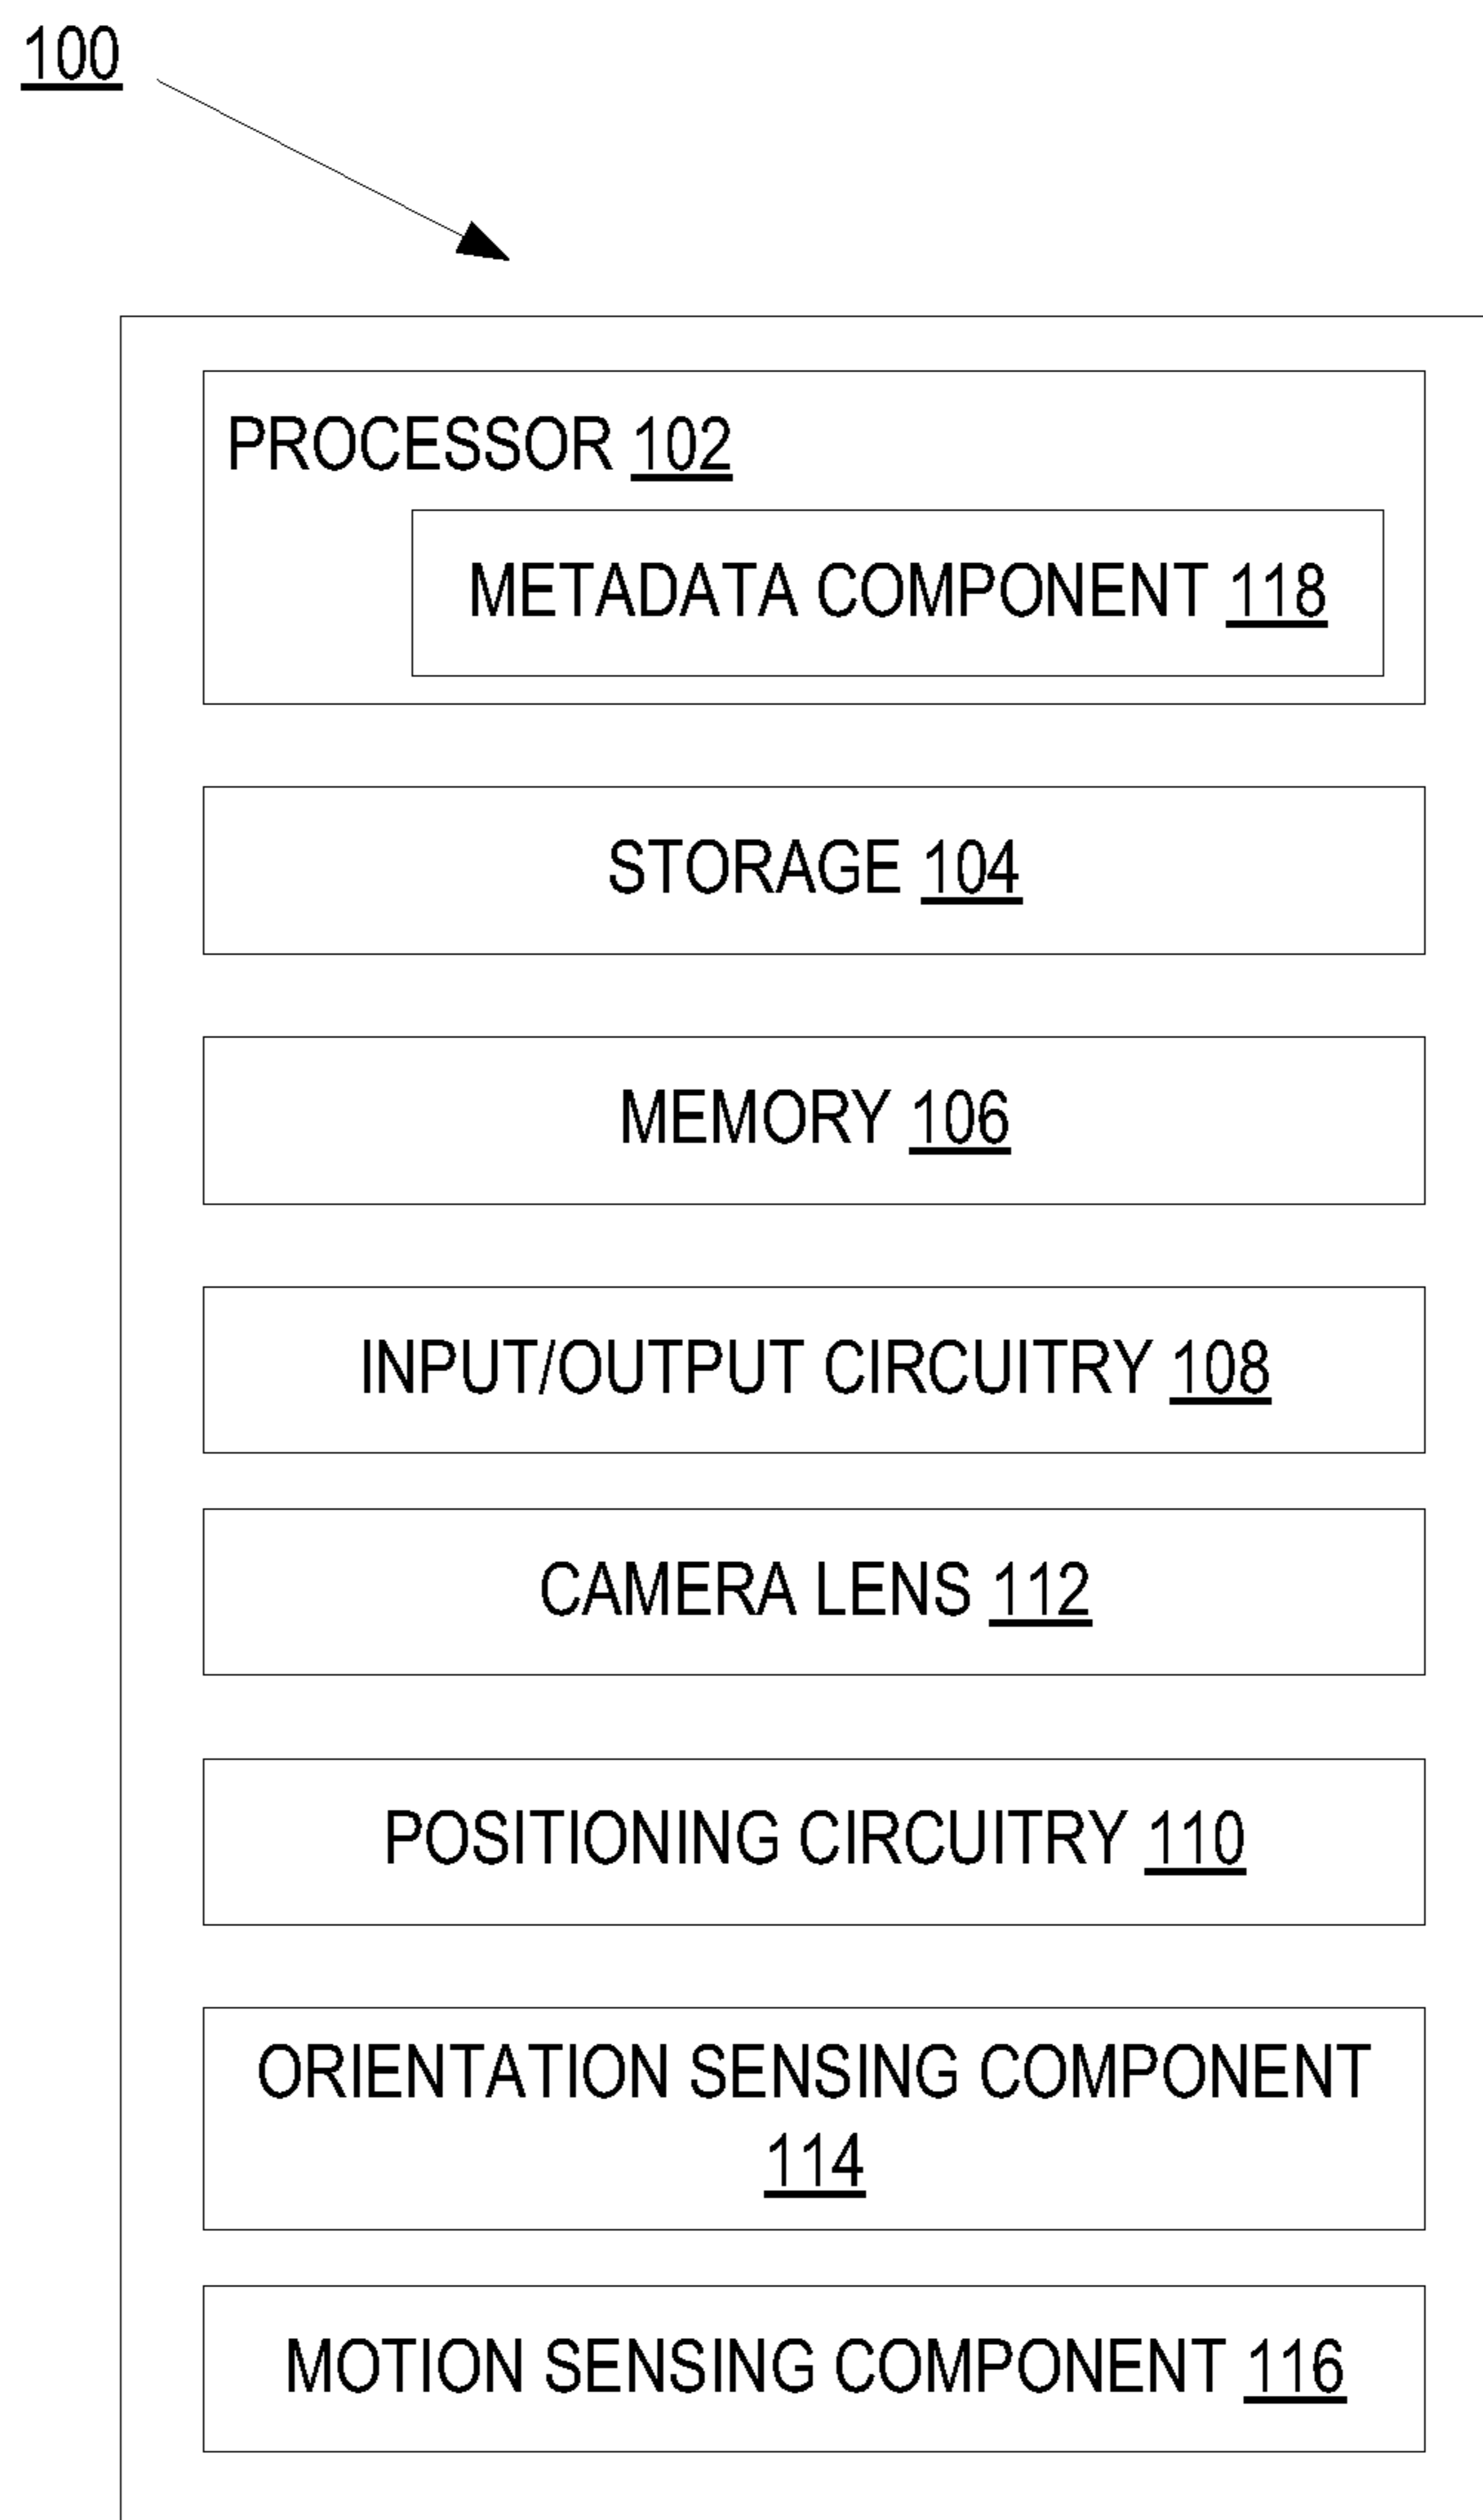 100
PROCESSOR 102
METADATA COMPONENT 118
STORAGE 104
MEMORY 106
INPUT/OUTPUT CIRCUITRY 108
CAMERA LENS 112
POSITIONING CIRCUITRY 110
ORIENTATION SENSING COMPONENT
114
MOTION SENSING COMPONENT 116